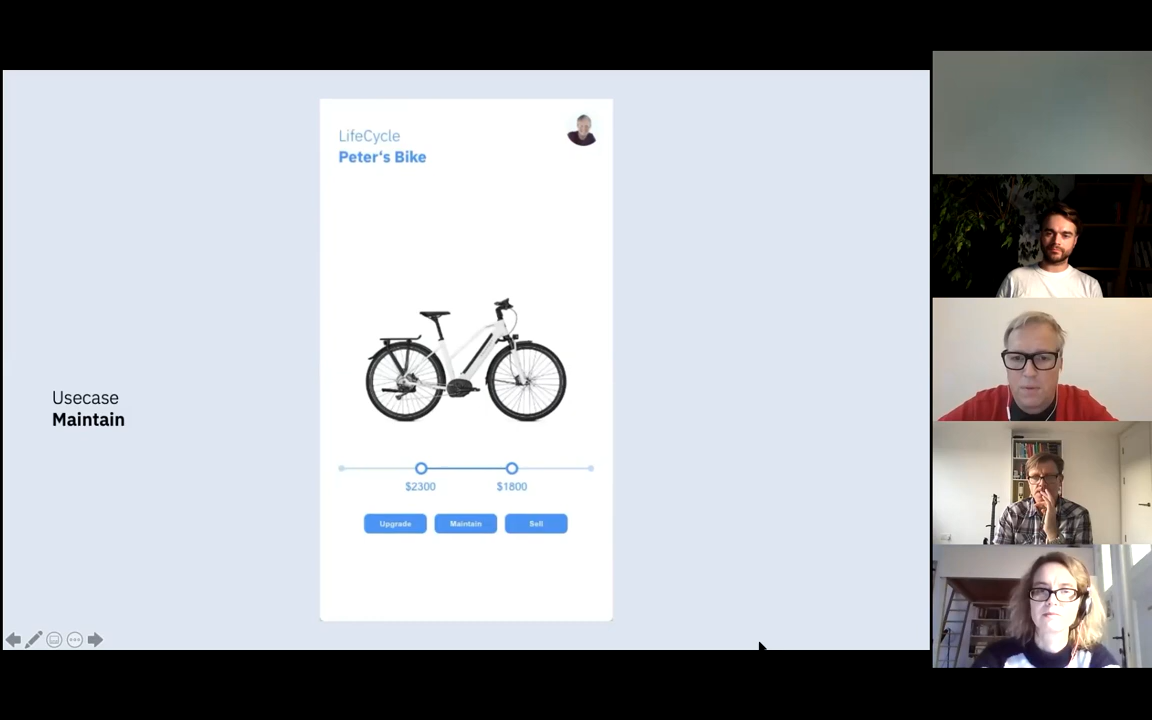 LifeCycle
Peter's Bike
Usecase
Maintain
$2300 $1800
Upgrade Maintain Sell